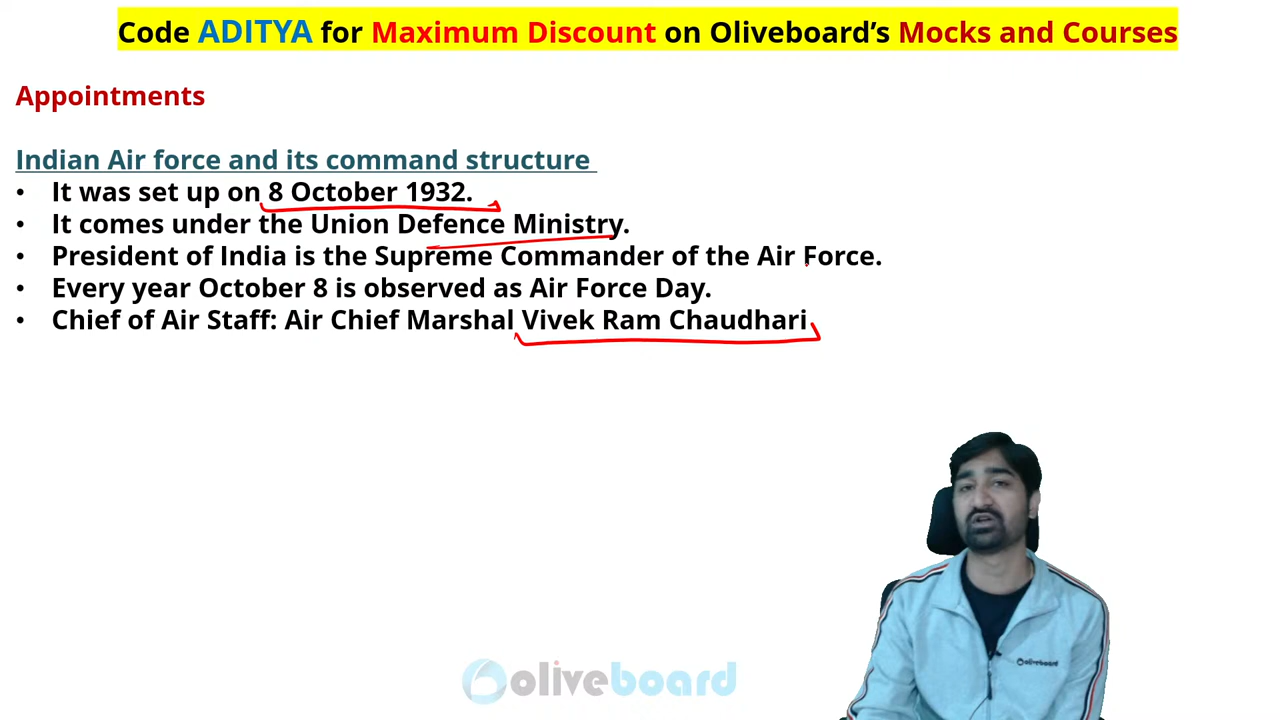 Code ADITYA for Maximum Discount on Oliveboard’s Mocks and Courses
Appointments
Indian Air force and its command structure
• It was set up on 8 October 1932.
• It comes under the Union Defence Ministry.
• President of India is the Supreme Commander of the Air Force.
• Every year October 8 is observed as Air Force Day.
• Chief of Air Staff: Air Chief Marshal Vivek Ram Chaudhari
oliveboard
oliveboard